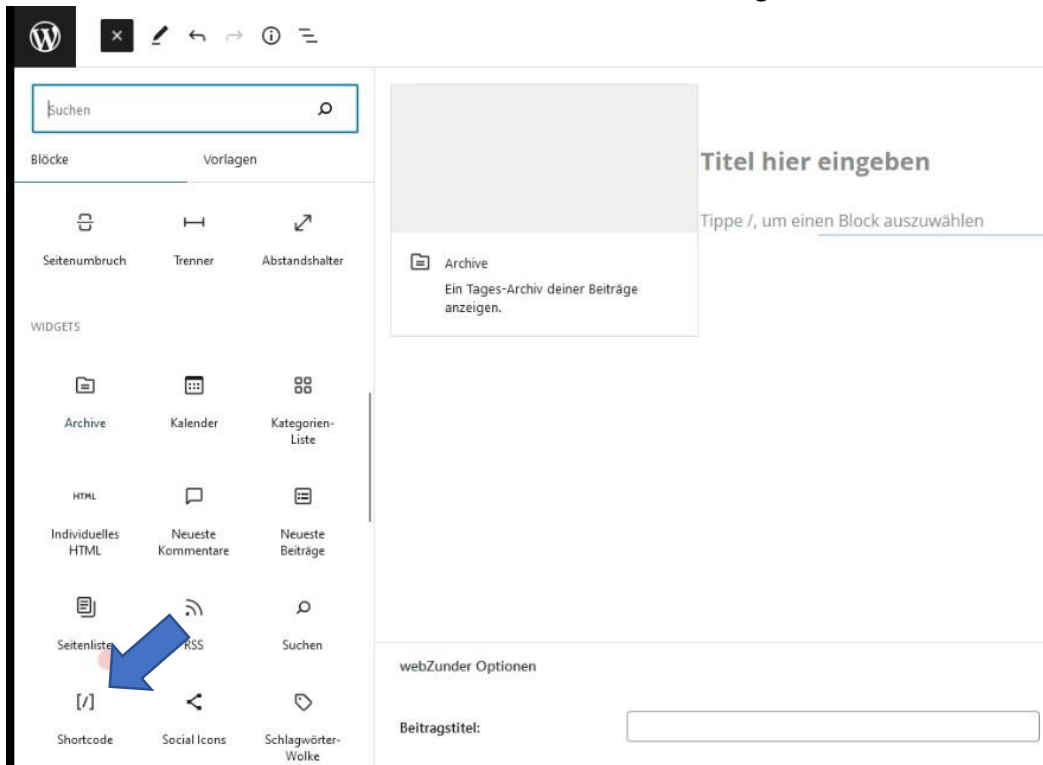 Suchen
Blöcke
Vorlagen
Seitenumbruch
Trenner
Abstandshalter
WIDGETS
Archive
Kalender
Kategorien-
Liste
HTML
Individuelles
HTML
Neueste
Kommentare
Neueste
Beiträge
Seitenliste
RSS
Suchen
[/]
Shortcode
Social Icons
Schlagwörter-
Wolke
Archive
Ein Tages-Archiv deiner Beiträge
anzeigen.
Titel hier eingeben
Tippe /, um einen Block auszuwählen
webZunder Optionen
Beitragstitel: